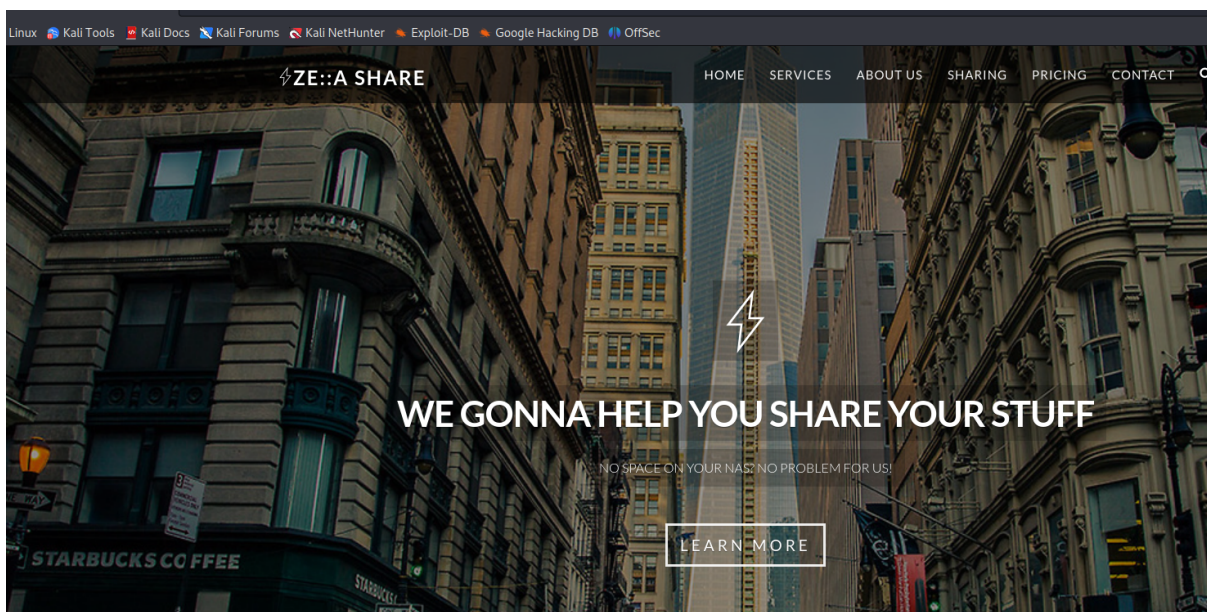 Linux Kali Tools Kali Docs Kali Forums Kali NetHunter Exploit-DB Google Hacking DB OffSec
ZE::A SHARE HOME SERVICES ABOUT US SHARING PRICING CONTACT
WE GONNA HELP YOU SHARE YOUR STUFF
NO SPACE ON YOUR NAS? NO PROBLEM FOR US!
LEARN MORE
WAY
STARBUCKS COFFEE
STARBUCKS